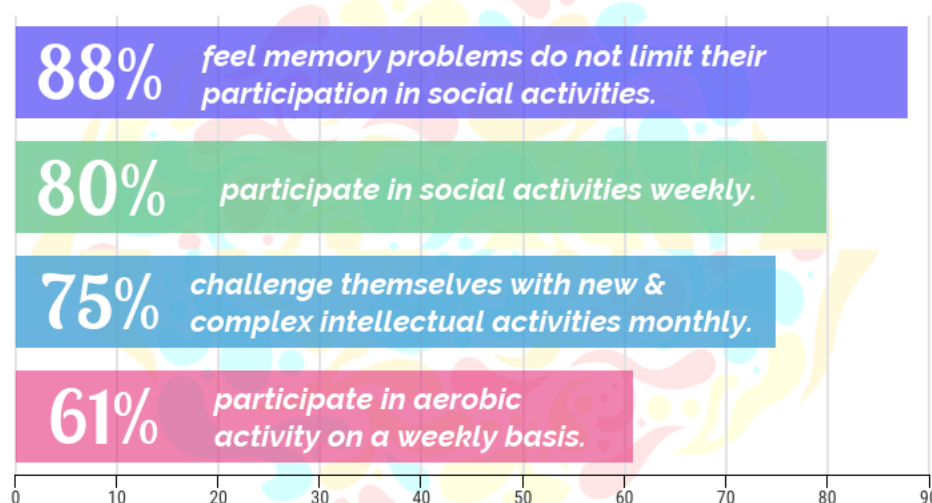 88% feel memory problems do not limit their
participation in social activities.
80% participate in social activities weekly.
75% challenge themselves with new &
complex intellectual activities monthly.
61% participate in aerobic
activity on a weekly basis.
0 10 20 30 40 50 60 70 80 90